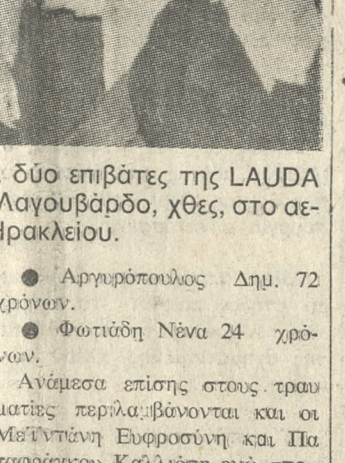 δύο επιβάτες της LAUDA
Λαγουβάρδο, χθες, στο αε-
Ηρακλείου.
● Αργυρόπουλος Δημ. 72
χρόνων.
● Φωτιάδη Νένα 24 χρό-
νων.
Ανάμεσα επίσης στους τραυ
ματίες περιλαμβάνονται και οι
Μεϊντάνη Ευφροσύνη και Πα